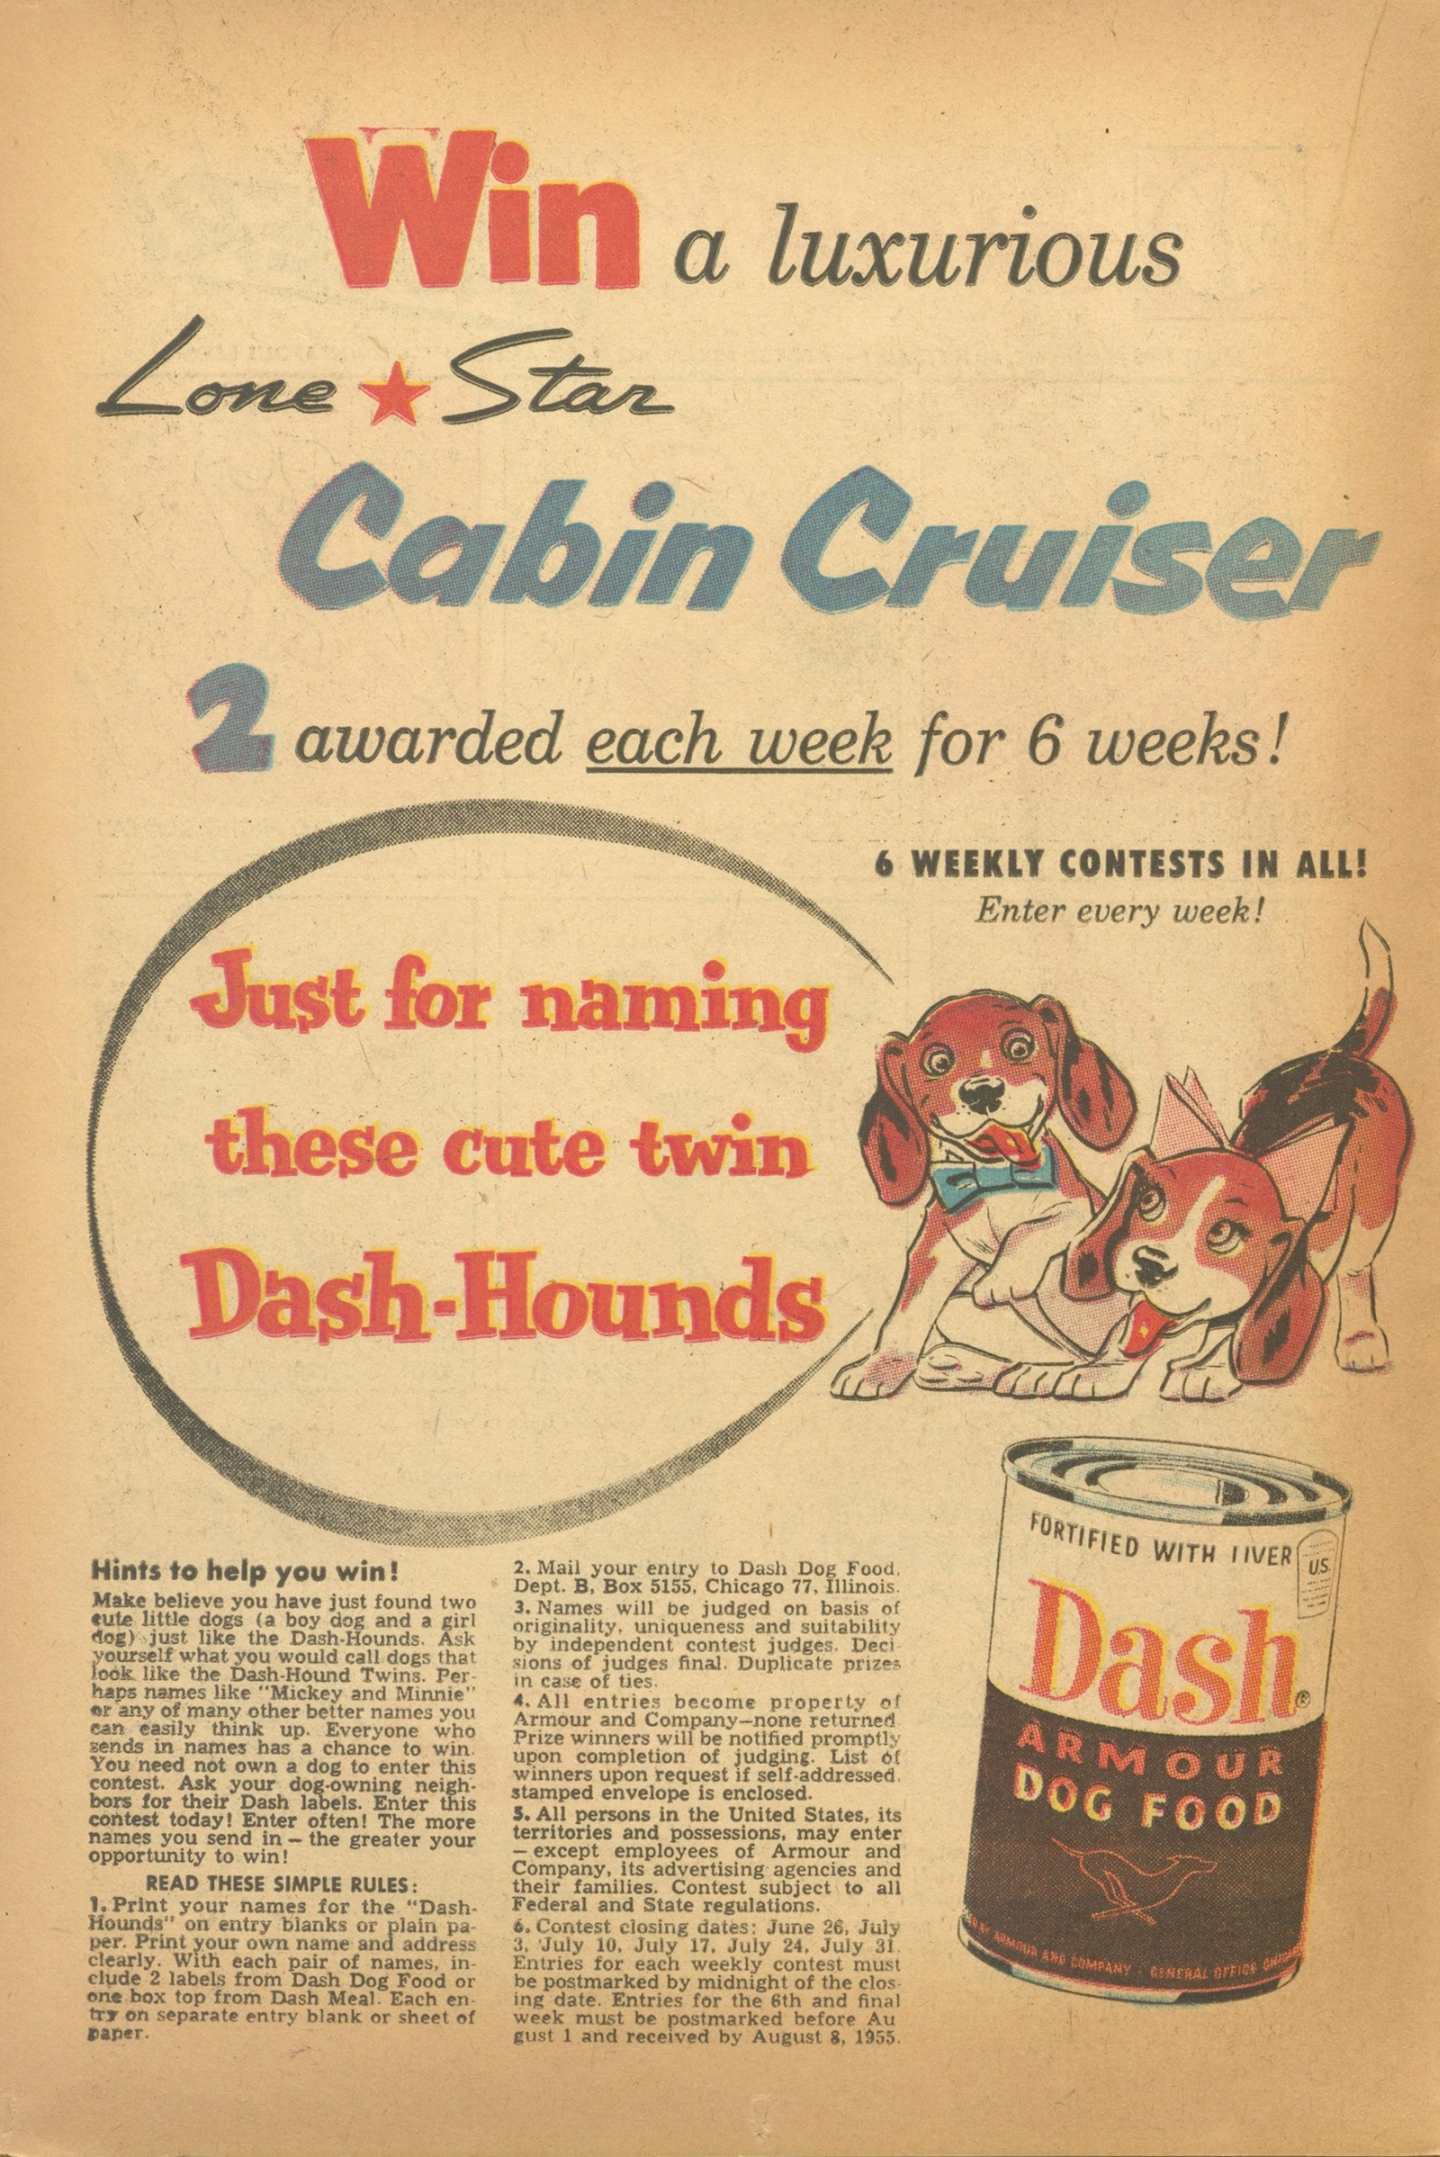 Win a luxurious
Lone Star
Cabin Cruiser
2 awarded each week for 6 weeks!
6 WEEKLY CONTESTS IN ALL!
Enter every week!
Just for naming
these cute twin
Dash-Hounds
Hints to help you win!
Make believe you have just found two
cute little dogs (a boy dog and a girl
dog) just like the Dash-Hounds. Ask
yourself what you would call dogs that
look like the Dash-Hound Twins. Per-
haps names like "Mickey and Minnie"
or any of many other better names you
can easily think up. Everyone who
sends in names has a chance to win.
You need not own a dog to enter this
contest. Ask your dog-owning neigh-
bors for their Dash labels. Enter this
contest today! Enter often! The more
names you send in — the greater your
opportunity to win!
READ THESE SIMPLE RULES:
1. Print your names for the "Dash-
Hounds" on entry blanks or plain pa-
per. Print your own name and address
clearly. With each pair of names, in-
clude 2 labels from Dash Dog Food or
one box top from Dash Meal. Each en-
try on separate entry blank or sheet of
paper.
2. Mail your entry to Dash Dog Food,
Dept. B, Box 5155, Chicago 77, Illinois.
3. Names will be judged on basis of
originality, uniqueness and suitability
by independent contest judges. Deci-
sions of judges final. Duplicate prizes
in case of ties.
4. All entries become property of
Armour and Company—none returned.
Prize winners will be notified promptly
upon completion of judging. List of
winners upon request if self-addressed,
stamped envelope is enclosed.
5. All persons in the United States, its
territories and possessions, may enter
— except employees of Armour and
Company, its advertising agencies and
their families. Contest subject to all
Federal and State regulations.
6. Contest closing dates: June 26, July
3, July 10, July 17, July 24, July 31.
Entries for each weekly contest must
be postmarked by midnight of the clos-
ing date. Entries for the 6th and final
week must be postmarked before Au
gust 1 and received by August 8, 1955.
FORTIFIED WITH LIVER
U.S.
Dash®
ARMOUR
DOG FOOD
BY ARMOUR AND COMPANY · GENERAL OFFICE